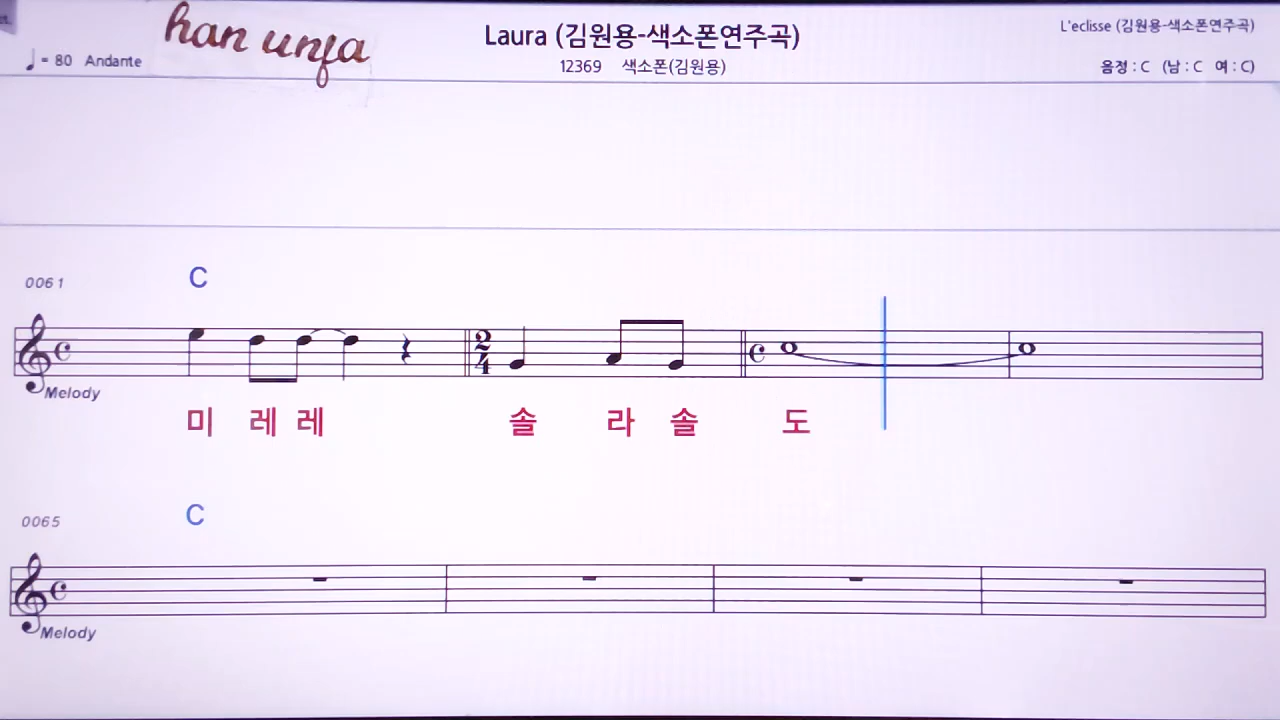 han unja
Laura (김원용-색소폰연주곡)
L'eclisse (김원용-색소폰연주곡)
♩ = 80 Andante
12369 색소폰(김원용)
음정 : C (남 : C 여 : C)
0061
C
2
4
Melody
미 레 레 솔 라 솔 도
0065
C
Melody